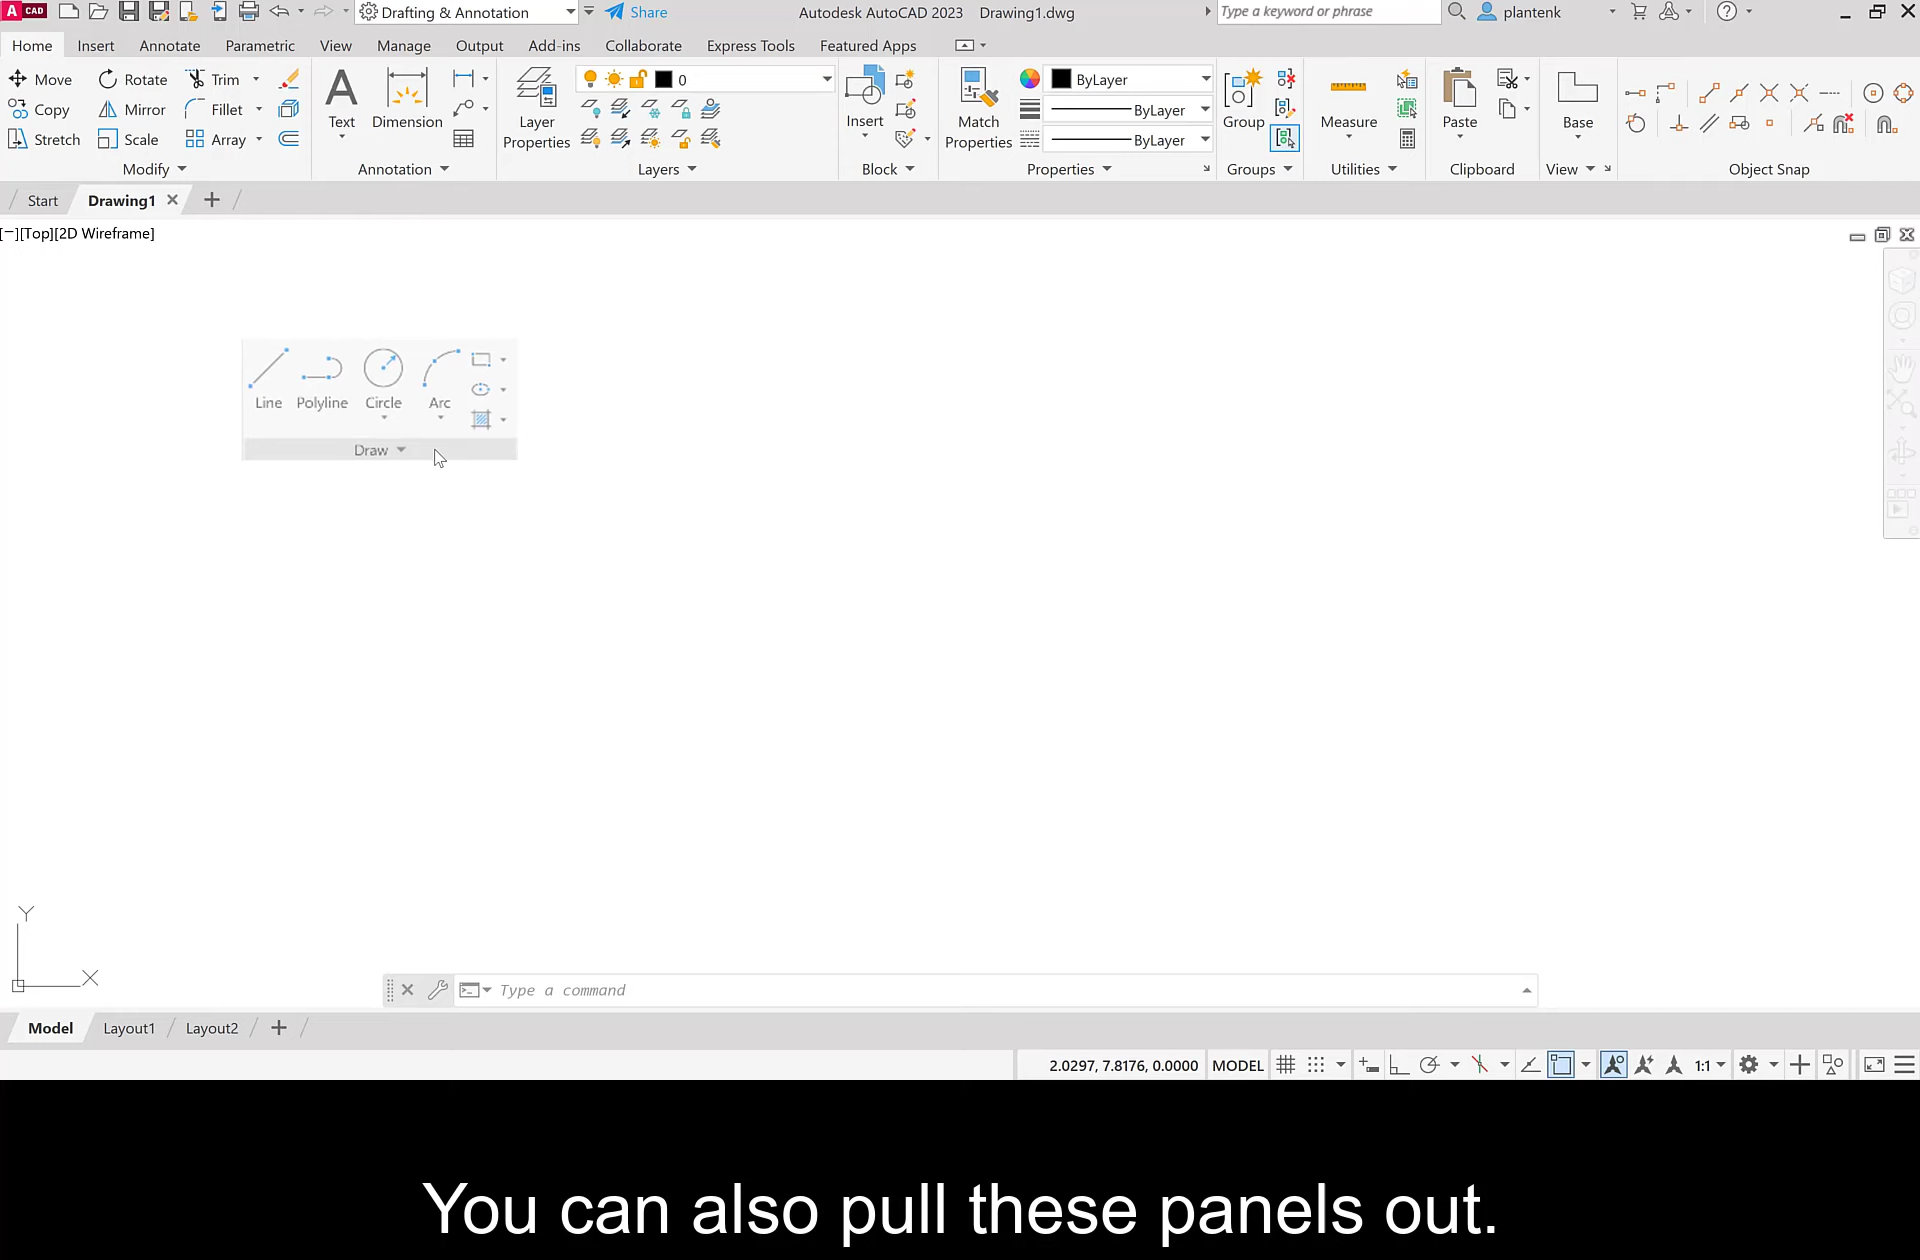 A CAD
Drafting & Annotation
Share
Autodesk AutoCAD 2023 Drawing1.dwg
Type a keyword or phrase
plantenk
Home Insert Annotate Parametric View Manage Output Add-ins Collaborate Express Tools Featured Apps
Move Rotate Trim
Copy Mirror Fillet
Stretch Scale Array
Modify
Text
Dimension
Annotation
Layer
Properties
0
Layers
Insert
Block
Match
Properties
ByLayer
ByLayer
ByLayer
Properties
Group
Groups
Measure
Utilities
Paste
Clipboard
Base
View
Object Snap
Start Drawing1
[−][Top][2D Wireframe]
Line Polyline Circle Arc
Draw
Y
X
Type a command
Model Layout1 Layout2
2.0297, 7.8176, 0.0000 MODEL 1:1
You can also pull these panels out.